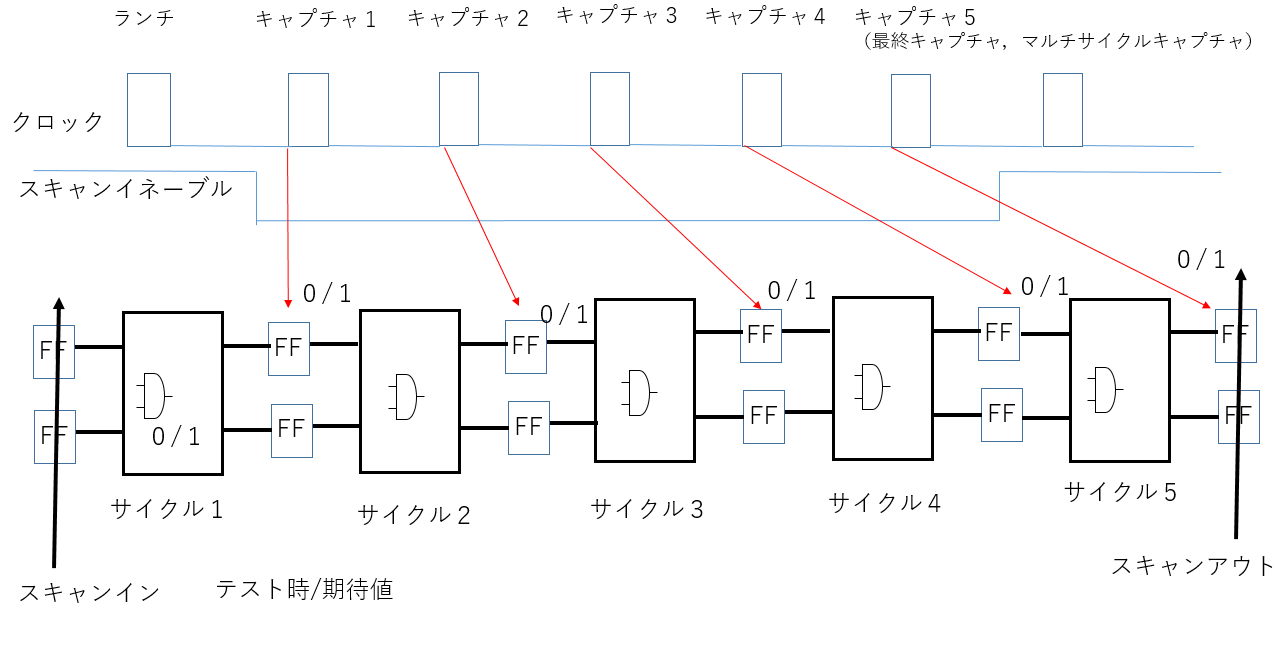 ランチ
キャプチャ１
キャプチャ２
キャプチャ３
キャプチャ４
キャプチャ５
（最終キャプチャ，マルチサイクルキャプチャ）
クロック
スキャンイネーブル
0 / 1
0 / 1
0 / 1
0 / 1
0 / 1
FF
FF
FF
FF
FF
FF
FF
FF
FF
FF
FF
FF
0 / 1
サイクル１
サイクル２
サイクル３
サイクル４
サイクル５
スキャンイン
テスト時/期待値
スキャンアウト